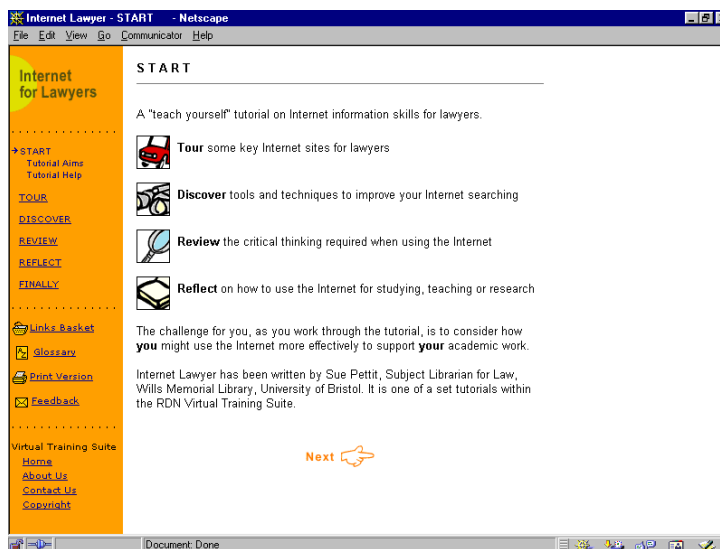 Internet Lawyer - START - Netscape
File Edit View Go Communicator Help
Internet
for Lawyers
START
Tutorial Aims
Tutorial Help
TOUR
DISCOVER
REVIEW
REFLECT
FINALLY
Links Basket
Glossary
Print Version
Feedback
Virtual Training Suite
Home
About Us
Contact Us
Copyright
START
A "teach yourself" tutorial on Internet information skills for lawyers.
Tour some key Internet sites for lawyers
Discover tools and techniques to improve your Internet searching
Review the critical thinking required when using the Internet
Reflect on how to use the Internet for studying, teaching or research
The challenge for you, as you work through the tutorial, is to consider how
you might use the Internet more effectively to support your academic work.
Internet Lawyer has been written by Sue Pettit, Subject Librarian for Law,
Wills Memorial Library, University of Bristol. It is one of a set tutorials within
the RDN Virtual Training Suite.
Next
Document: Done